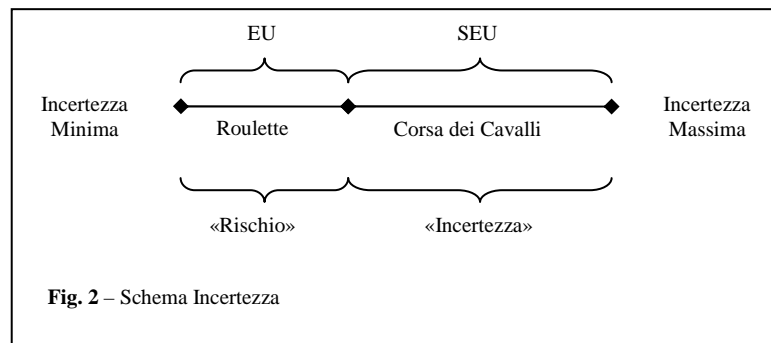 EU SEU
Incertezza
Minima
Roulette Corsa dei Cavalli
Incertezza
Massima
«Rischio» «Incertezza»
Fig. 2 – Schema Incertezza